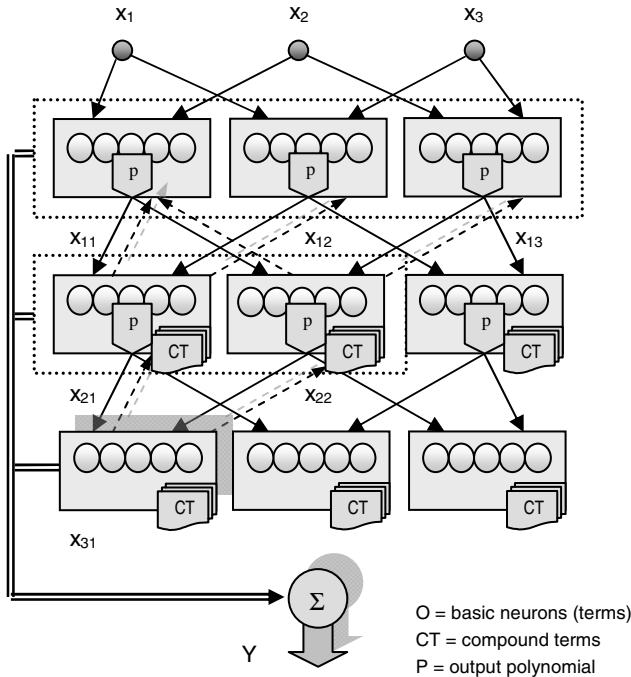 x1 x2 x3
p p p
x11 x12 x13
p p p
CT CT CT
x21 x22
CT CT CT
x31
Σ
Y
O = basic neurons (terms)
CT = compound terms
P = output polynomial